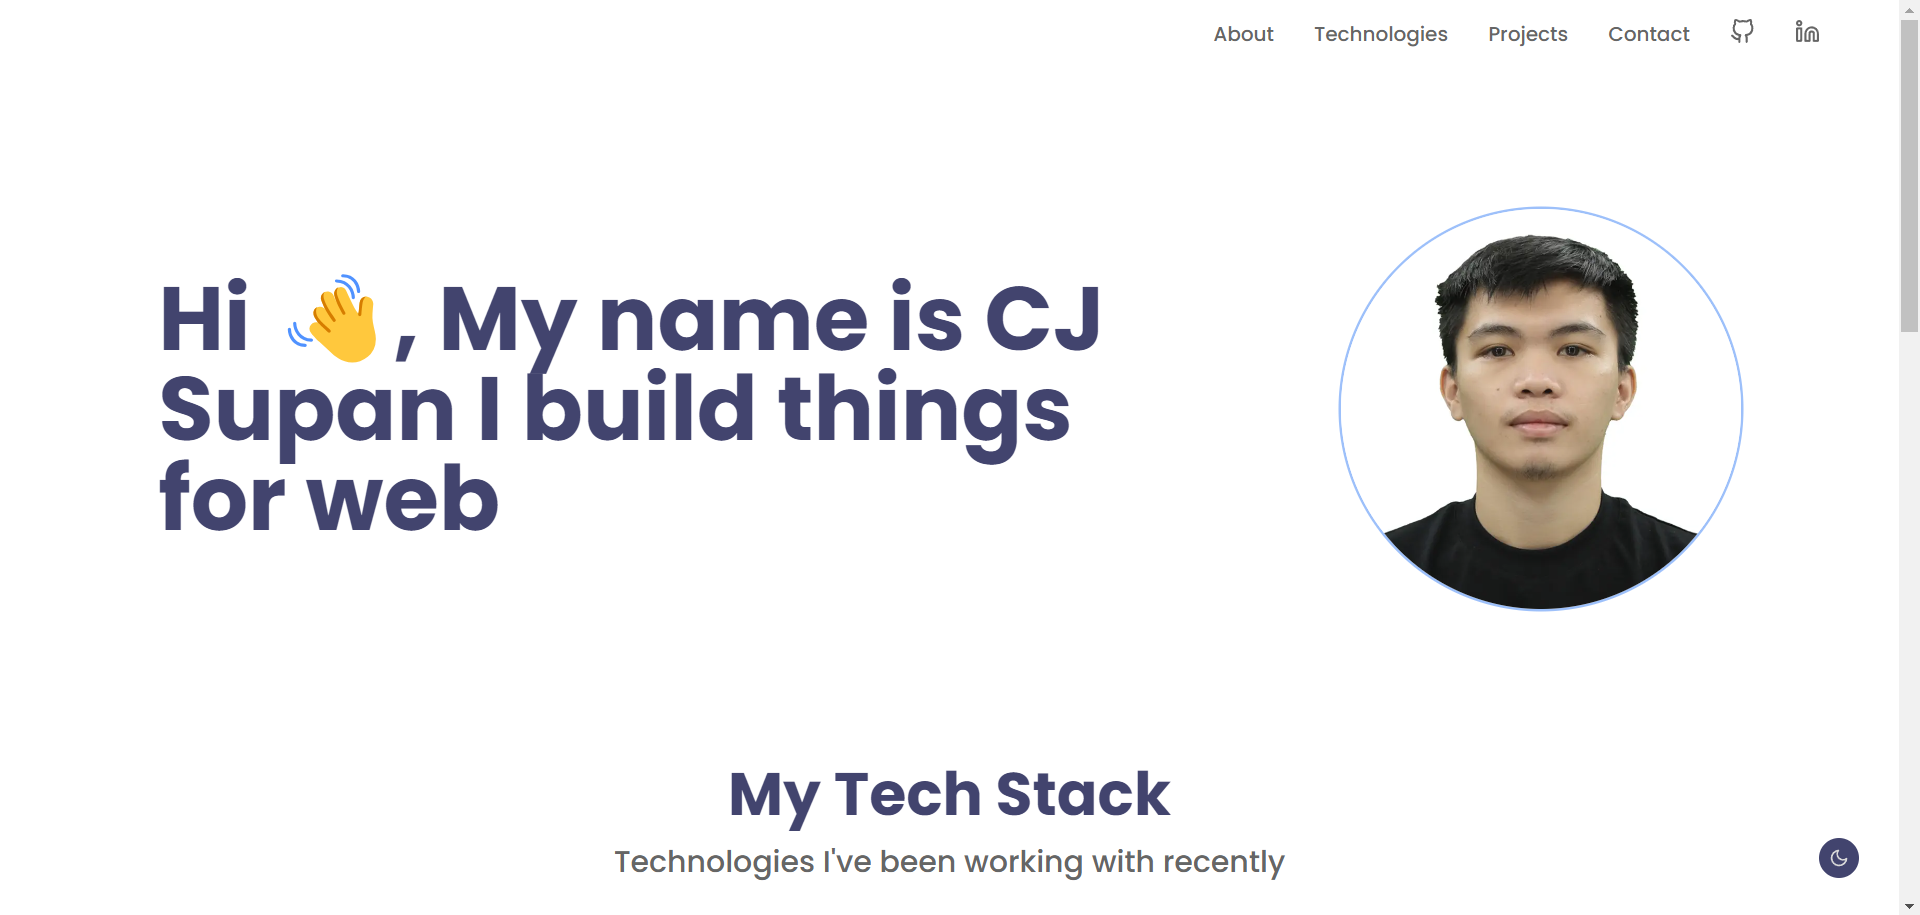 About Technologies Projects Contact
Hi 👋, My name is CJ
Supan I build things
for web
My Tech Stack
Technologies I've been working with recently